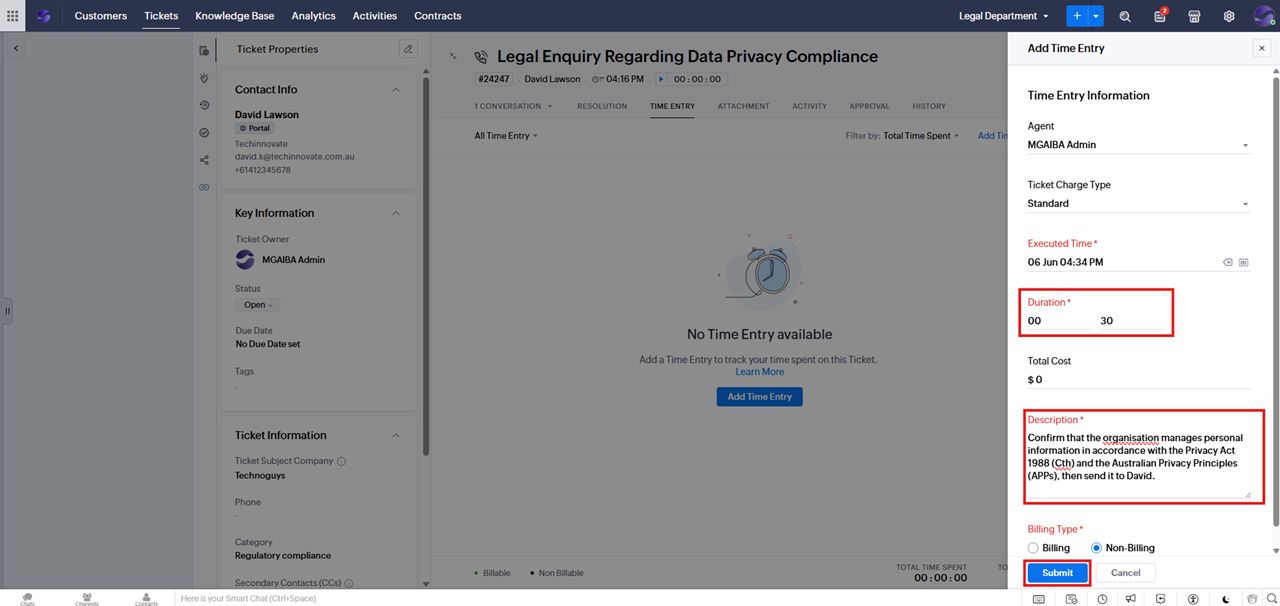 Customers
Tickets
Knowledge Base
Analytics
Activities
Contracts
Legal Department
2
Ticket Properties
Contact Info
David Lawson
Portal
Techinnovate
david.k@techinnovate.com.au
+61412345678
Key Information
Ticket Owner
MGAIBA Admin
Status
Open
Due Date
No Due Date set
Tags
-
Ticket Information
Ticket Subject Company
Technoguys
Phone
-
Category
Regulatory compliance
Secondary Contacts (CCs)
Legal Enquiry Regarding Data Privacy Compliance
#24247 . David Lawson . 04:16 PM 00 : 00 : 00
1 CONVERSATION
RESOLUTION
TIME ENTRY
ATTACHMENT
ACTIVITY
APPROVAL
HISTORY
All Time Entry
Filter by: Total Time Spent
Add Tim
No Time Entry available
Add a Time Entry to track your time spent on this Ticket.
Learn More
Add Time Entry
Billable
Non Billable
TOTAL TIME SPENT
00 : 00 : 00
TO
Add Time Entry
Time Entry Information
Agent
MGAIBA Admin
Ticket Charge Type
Standard
Executed Time *
06 Jun 04:34 PM
Duration *
00 30
Total Cost
$ 0
Description *
Confirm that the organisation manages personal
information in accordance with the Privacy Act
1988 (Cth) and the Australian Privacy Principles
(APPs), then send it to David.
Billing Type *
Billing
Non-Billing
Submit
Cancel
Chats
Channels
Contacts
Here is your Smart Chat (Ctrl+Space)